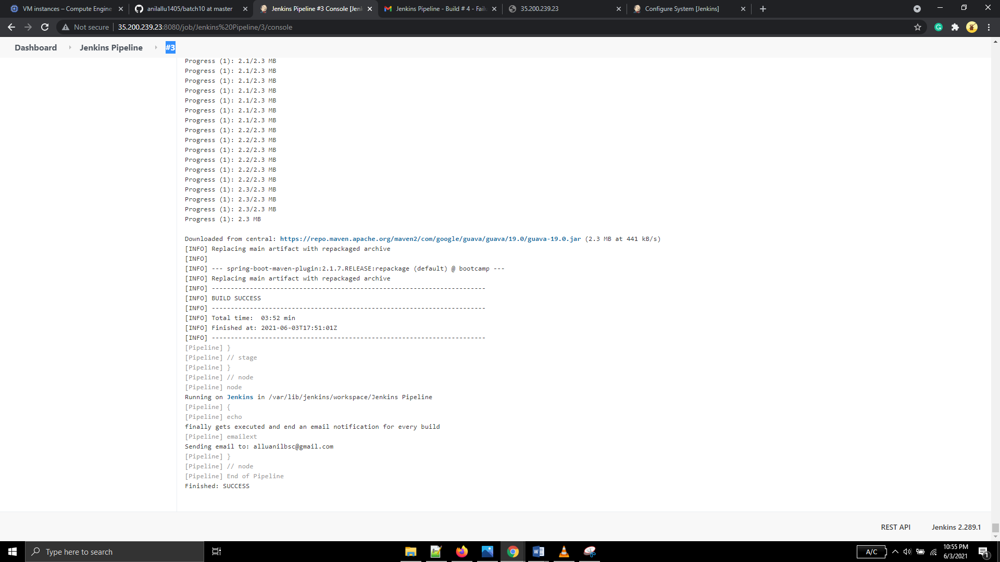 VM instances – Compute Engine
anilallu1405/batch10 at master
Jenkins Pipeline #3 Console [Jen
Jenkins Pipeline - Build # 4 - Fail
35.200.239.23
Configure System [Jenkins]
Not secure
35.200.239.23:8080/job/Jenkins%20Pipeline/3/console
Dashboard
Jenkins Pipeline
#3
Progress (1): 2.1/2.3 MB
Progress (1): 2.1/2.3 MB
Progress (1): 2.1/2.3 MB
Progress (1): 2.1/2.3 MB
Progress (1): 2.1/2.3 MB
Progress (1): 2.1/2.3 MB
Progress (1): 2.1/2.3 MB
Progress (1): 2.2/2.3 MB
Progress (1): 2.2/2.3 MB
Progress (1): 2.2/2.3 MB
Progress (1): 2.2/2.3 MB
Progress (1): 2.2/2.3 MB
Progress (1): 2.2/2.3 MB
Progress (1): 2.3/2.3 MB
Progress (1): 2.3/2.3 MB
Progress (1): 2.3/2.3 MB
Progress (1): 2.3 MB
Downloaded from central: https://repo.maven.apache.org/maven2/com/google/guava/guava/19.0/guava-19.0.jar (2.3 MB at 441 kB/s)
[INFO] Replacing main artifact with repackaged archive
[INFO]
[INFO] --- spring-boot-maven-plugin:2.1.7.RELEASE:repackage (default) @ bootcamp ---
[INFO] Replacing main artifact with repackaged archive
[INFO] ------------------------------------------------------------------------
[INFO] BUILD SUCCESS
[INFO] ------------------------------------------------------------------------
[INFO] Total time:  03:52 min
[INFO] Finished at: 2021-06-03T17:51:01Z
[INFO] ------------------------------------------------------------------------
[Pipeline] }
[Pipeline] // stage
[Pipeline] }
[Pipeline] // node
[Pipeline] node
Running on Jenkins in /var/lib/jenkins/workspace/Jenkins Pipeline
[Pipeline] {
[Pipeline] echo
finally gets executed and end an email notification for every build
[Pipeline] emailext
Sending email to: alluanilbsc@gmail.com
[Pipeline] }
[Pipeline] // node
[Pipeline] End of Pipeline
Finished: SUCCESS
REST API
Jenkins 2.289.1
Type here to search
A/C
10:55 PM
6/3/2021
1